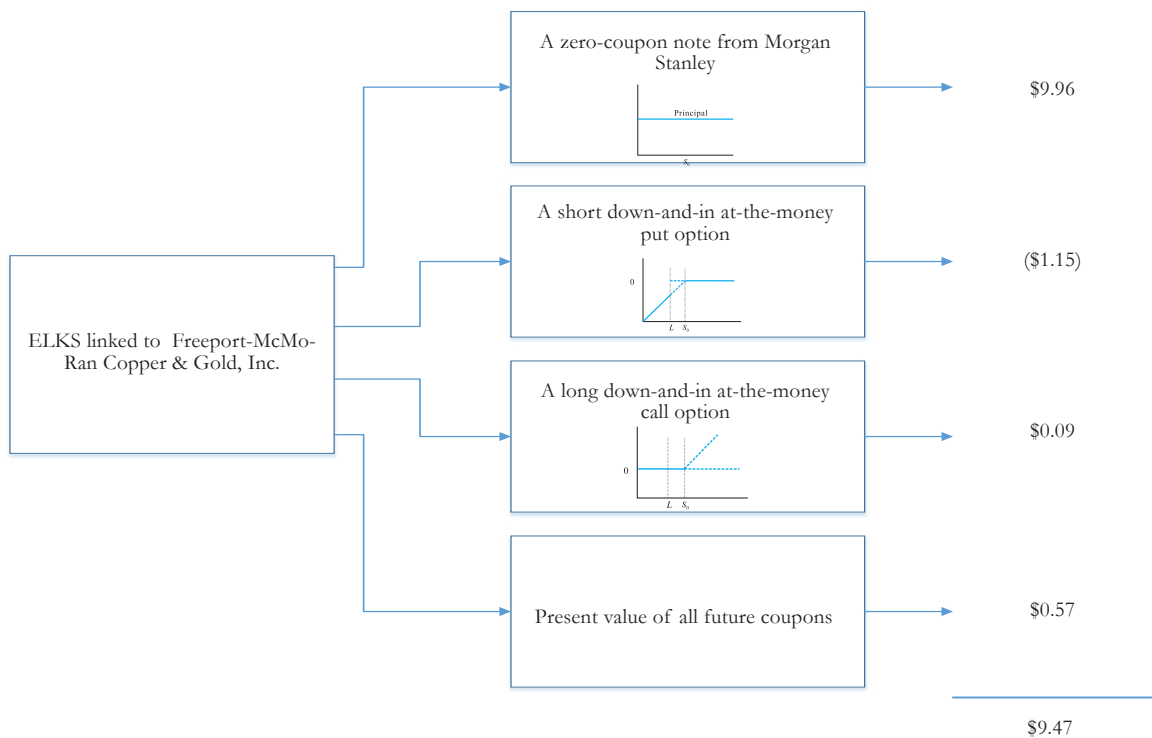 A zero-coupon note from Morgan
Stanley
Principal
S₀
$9.96
A short down-and-in at-the-money
put option
0
L S₀
($1.15)
ELKS linked to Freeport-McMo-
Ran Copper & Gold, Inc.
A long down-and-in at-the-money
call option
0
L S₀
$0.09
Present value of all future coupons
$0.57
$9.47